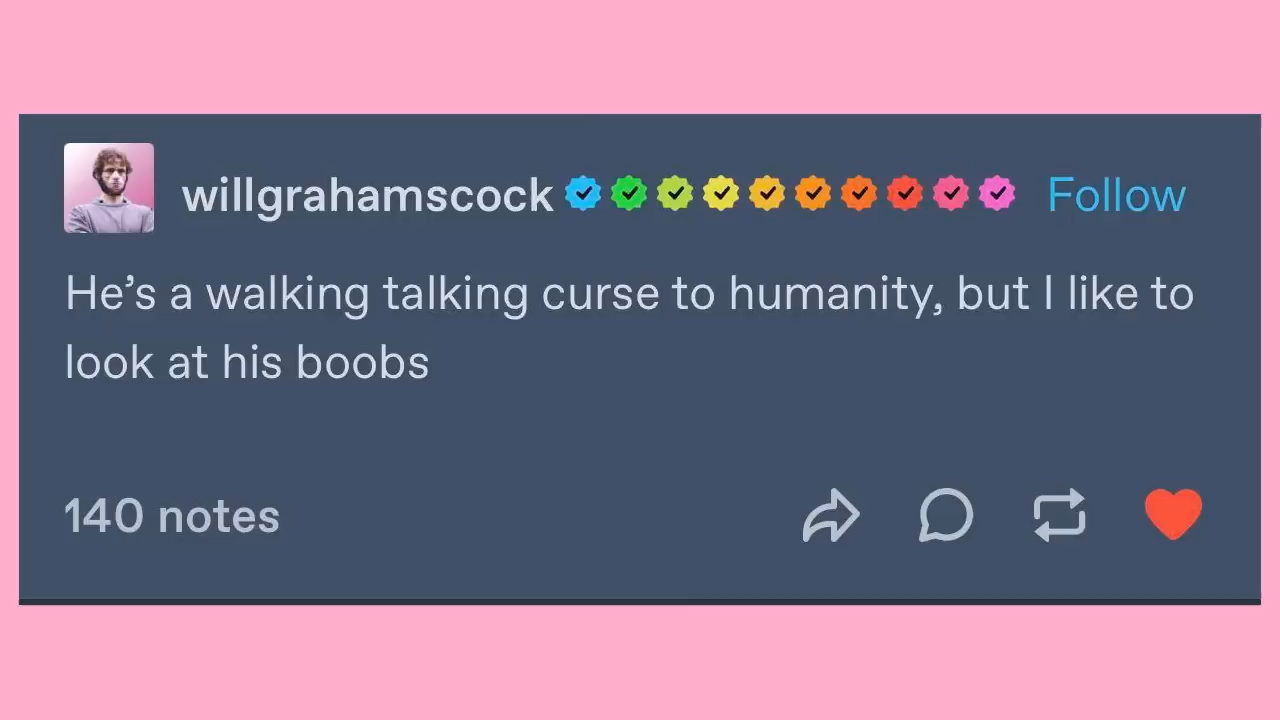 willgrahamscock Follow
He's a walking talking curse to humanity, but I like to
look at his boobs
140 notes